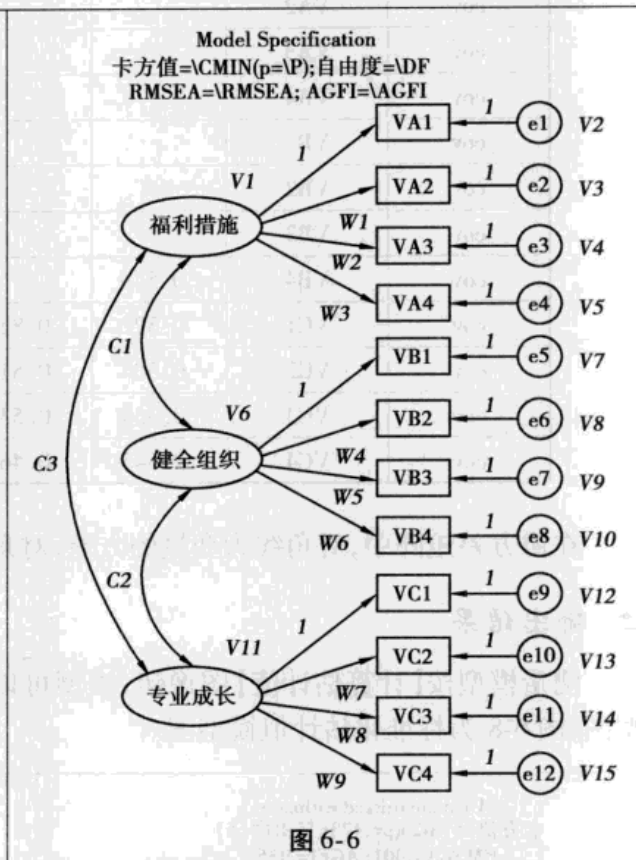 Model Specification
卡方值=\CMIN(p=\P);自由度=\DF
RMSEA=\RMSEA; AGFI=\AGFI
VA1 1 e1 V2
1
V1
VA2 1 e2 V3
福利措施
W1
VA3 1 e3 V4
W2
VA4 1 e4 V5
W3
C1
VB1 1 e5 V7
1
V6
VB2 1 e6 V8
C3
健全组织
W4
VB3 1 e7 V9
W5
VB4 1 e8 V10
W6
C2
VC1 1 e9 V12
1
V11
VC2 1 e10 V13
专业成长
W7
VC3 1 e11 V14
W8
VC4 1 e12 V15
W9
图 6-6